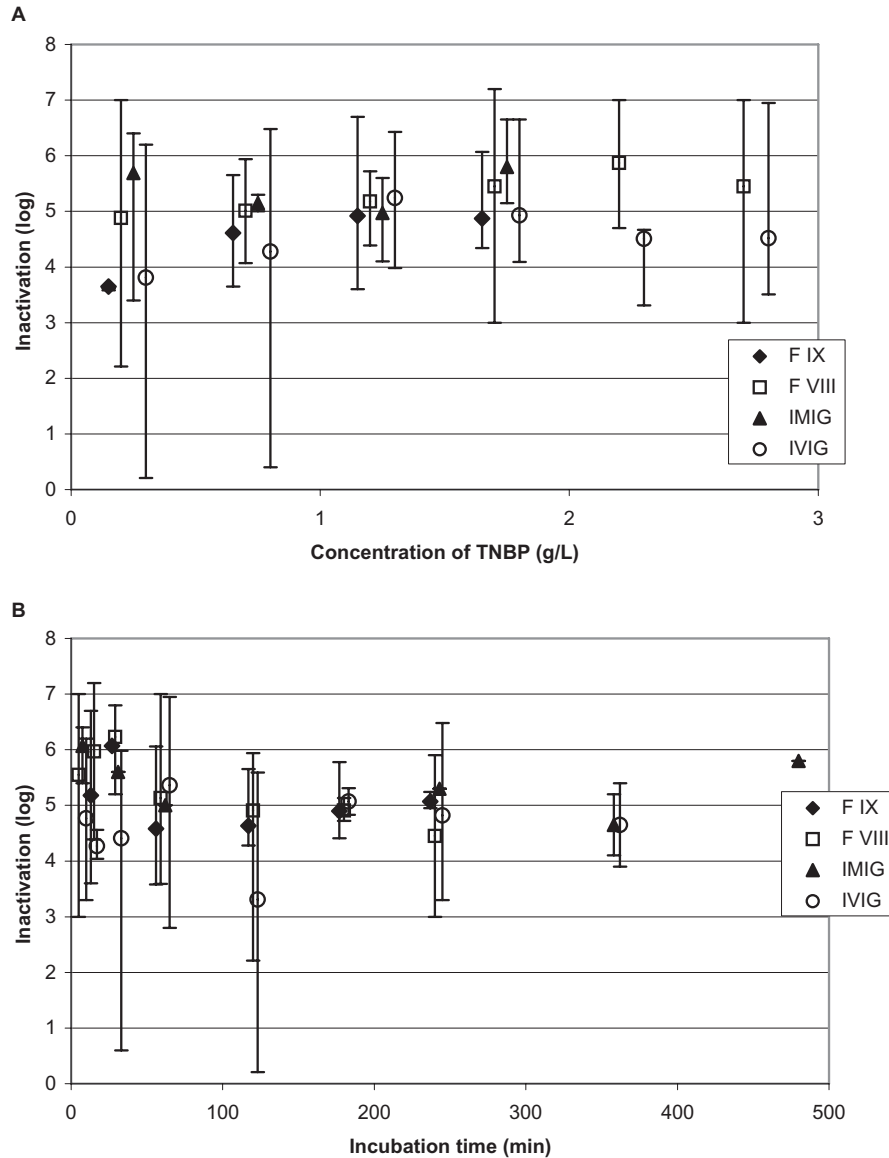 A
8
7
6
5
4
3
2
1
0
Inactivation (log)
0 1 2 3
Concentration of TNBP (g/L)
F IX
F VIII
IMIG
IVIG
B
8
7
6
5
4
3
2
1
0
Inactivation (log)
0 100 200 300 400 500
Incubation time (min)
F IX
F VIII
IMIG
IVIG